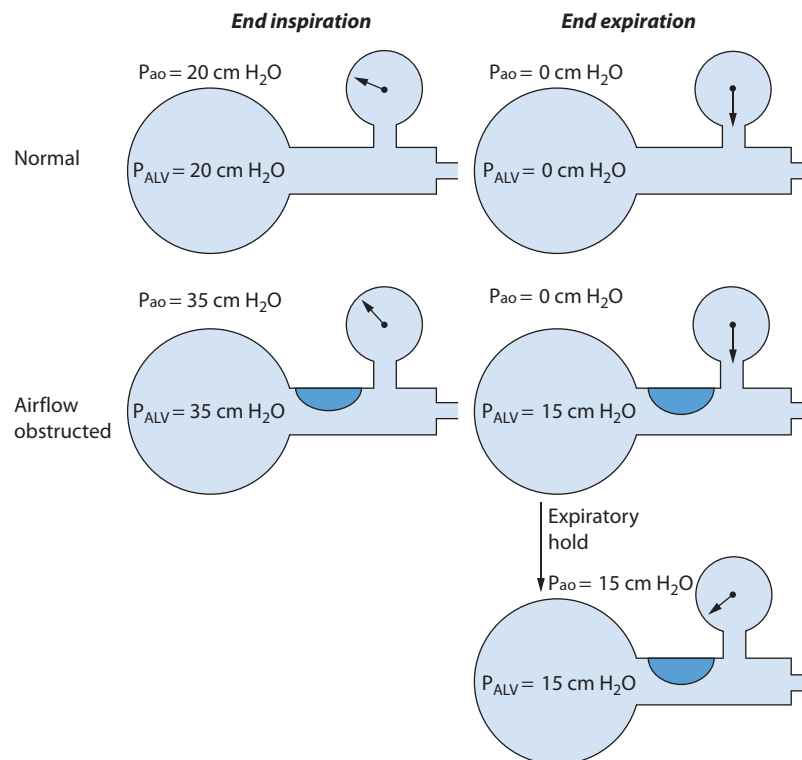 End inspiration
End expiration
Pao = 20 cm H₂O
Pao = 0 cm H₂O
Normal
PALV = 20 cm H₂O
PALV = 0 cm H₂O
Pao = 35 cm H₂O
Pao = 0 cm H₂O
Airflow
obstructed
PALV = 35 cm H₂O
PALV = 15 cm H₂O
Expiratory
hold
Pao = 15 cm H₂O
PALV = 15 cm H₂O